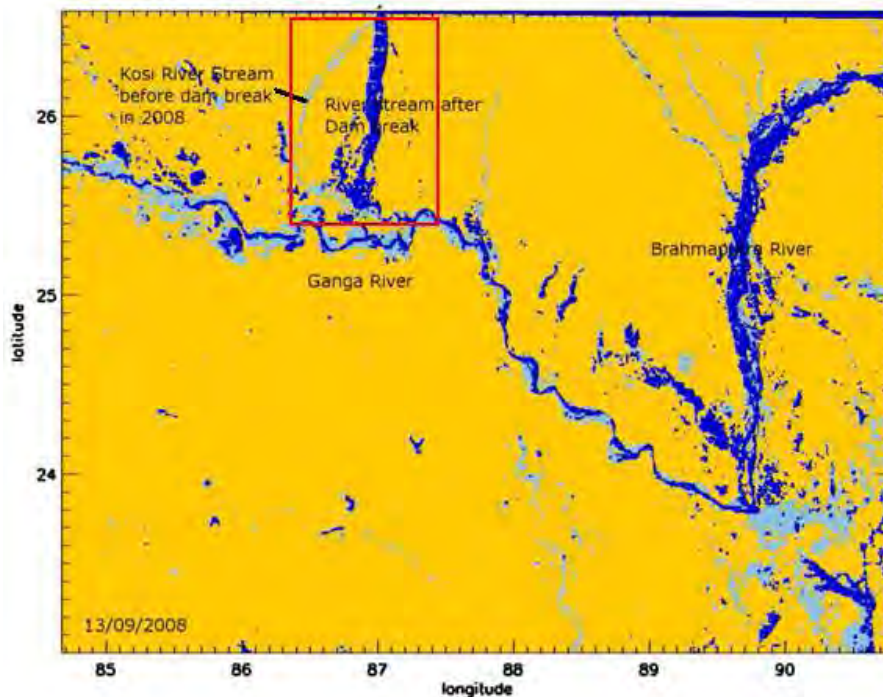 Kosi River Stream
before dam break
in 2008
River stream after
Dam break
26
Brahmaputra River
Ganga River
25
latitude
24
13/09/2008
85
86
87
88
89
90
longitude